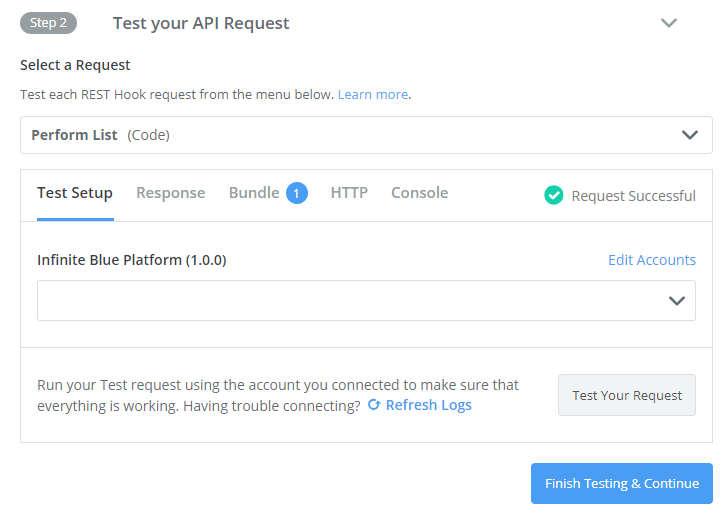 Step 2 Test your API Request
Select a Request
Test each REST Hook request from the menu below. Learn more.
Perform List (Code)
Test Setup Response Bundle 1 HTTP Console Request Successful
Infinite Blue Platform (1.0.0) Edit Accounts
Run your Test request using the account you connected to make sure that
everything is working. Having trouble connecting? Refresh Logs
Test Your Request
Finish Testing & Continue